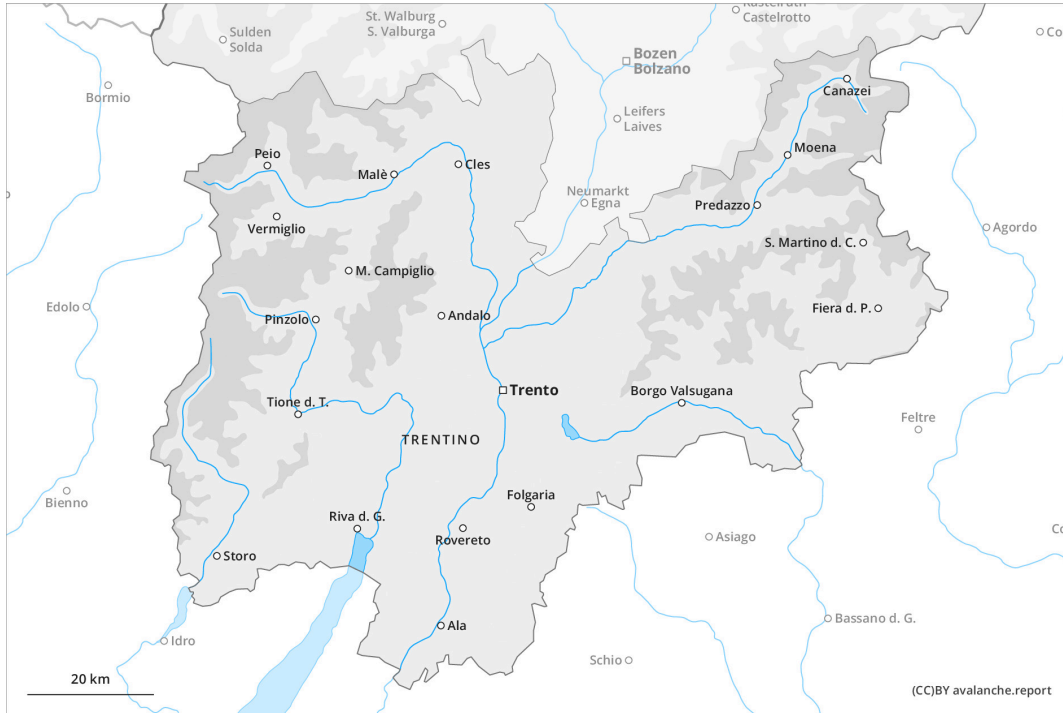 St. Walburg
S. Valburga
Kastelruth
Castelrotto
Sulden
Solda
Bozen
Bolzano
Bormio
Canazei
Leifers
Laives
Moena
Peio
Malè
Cles
Neumarkt
Egna
Predazzo
Vermiglio
S. Martino d. C.
Agordo
M. Campiglio
Edolo
Pinzolo
Andalo
Fiera d. P.
Trento
Borgo Valsugana
Tione d. T.
Feltre
TRENTINO
Bienno
Folgaria
Riva d. G.
Rovereto
Asiago
Storo
Bassano d. G.
Ala
Idro
Schio
20 km
(CC)BY avalanche.report